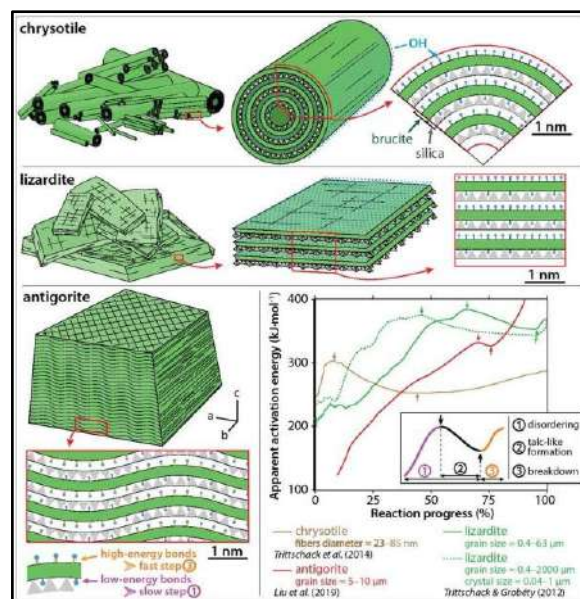 chrysotile
OH
brucite
silica
1 nm
lizardite
1 nm
antigorite
c
a
b
1 nm
high-energy bonds
fast step ③
low-energy bonds
slow step ①
Apparent activation energy (kJ·mol⁻¹)
400
300
200
100
0
25
50
75
100
Reaction progress (%)
① disordering
② talc-like
formation
③ breakdown
①
②
③
chrysotile
fibers diameter = 23–85 nm
Trittschack et al. (2014)
antigorite
grain size = 5-10 µm
Liu et al. (2019)
lizardite
grain size = 0.4–63 µm
lizardite
grain size = 0.4–2000 µm
crystal size = 0.04–1 µm
Trittschack & Grobéty (2012)